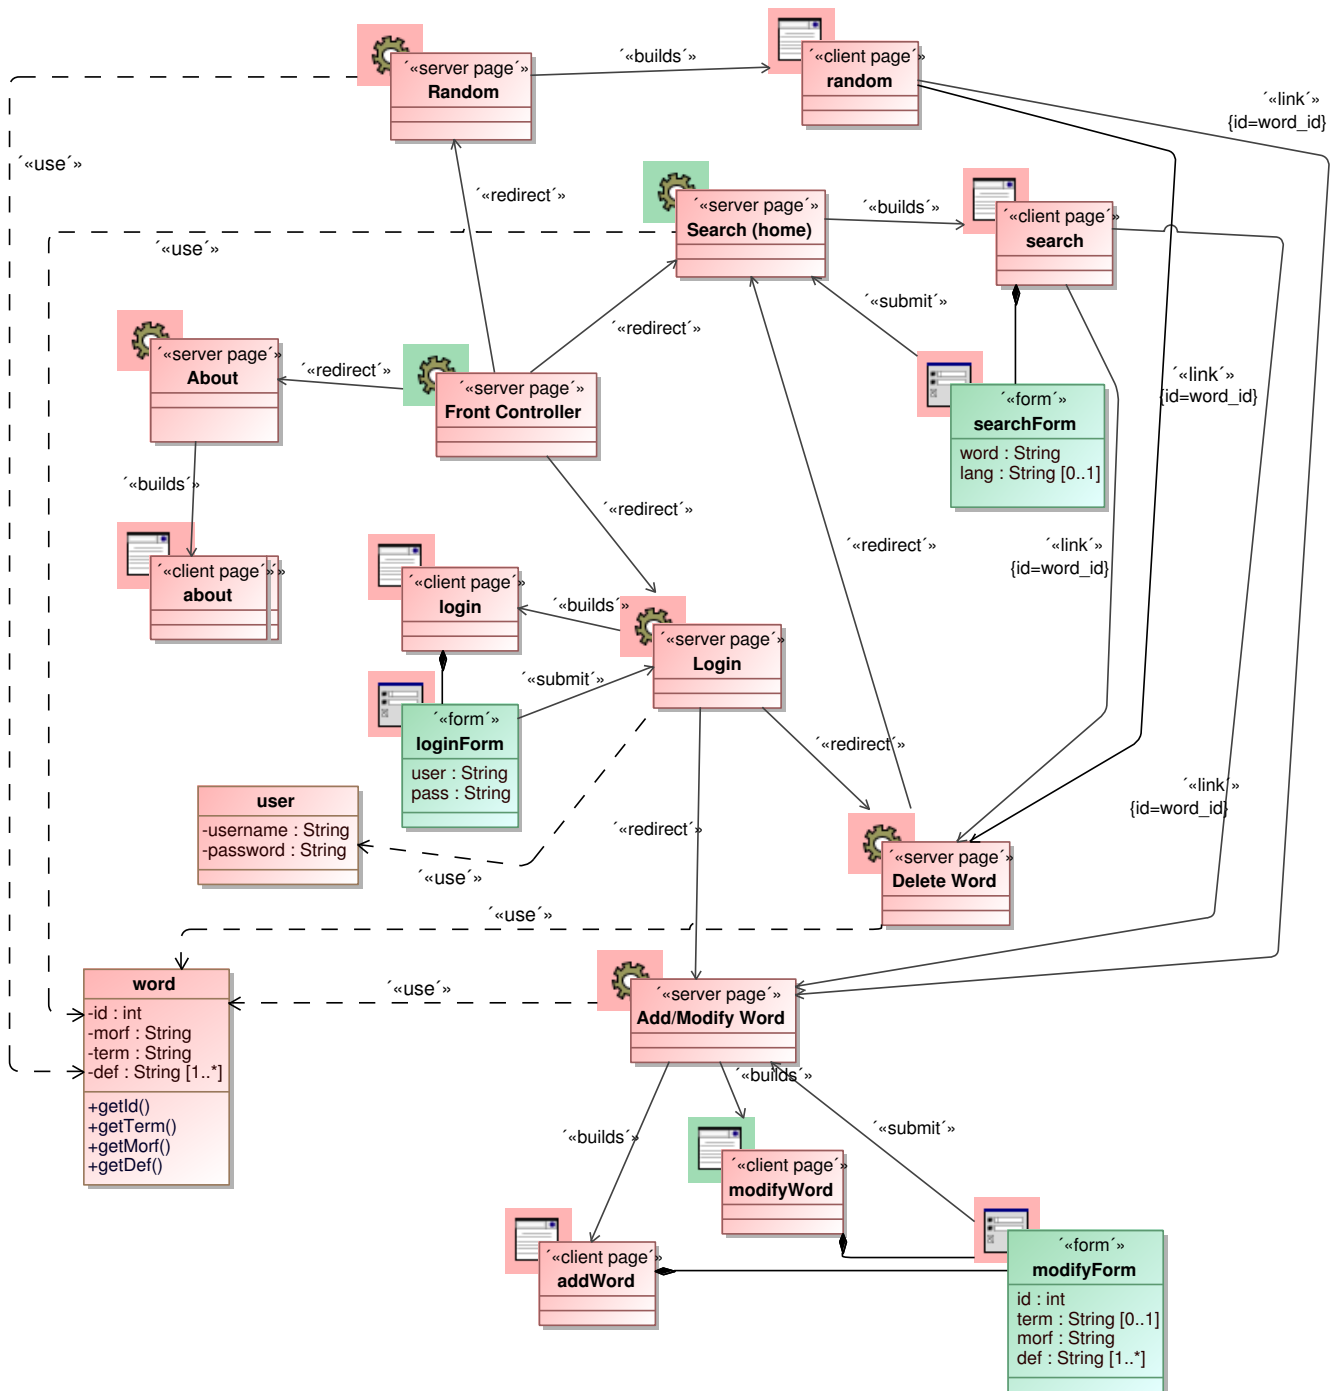 ´«server page´»
Random
´«builds´»
´«client page´»
random
´«link´»
{id=word_id}
´«use´»
´«redirect´»
´«server page´»
Search (home)
´«builds´»
´«client page´»
search
´«use´»
´«submit´»
´«redirect´»
´«server page´»
About
´«redirect´»
´«server page´»
Front Controller
´«link´»
{id=word_id}
´«form´»
searchForm
word : String
lang : String [0..1]
´«builds´»
´«redirect´»
´«redirect´»
´«link´»
{id=word_id}
´«client page´»
about
´«client page´»
login
´«builds´»
´«server page´»
Login
´«submit´»
´«form´»
loginForm
user : String
pass : String
´«redirect´»
´«link´»
{id=word_id}
user
-username : String
-password : String
´«redirect´»
´«use´»
´«server page´»
Delete Word
´«use´»
word
-id : int
-morf : String
-term : String
-def : String [1..*]
+getId()
+getTerm()
+getMorf()
+getDef()
´«use´»
´«server page´»
Add/Modify Word
´«builds´»
´«builds´»
´«submit´»
´«client page´»
modifyWord
´«client page´»
addWord
´«form´»
modifyForm
id : int
term : String [0..1]
morf : String
def : String [1..*]